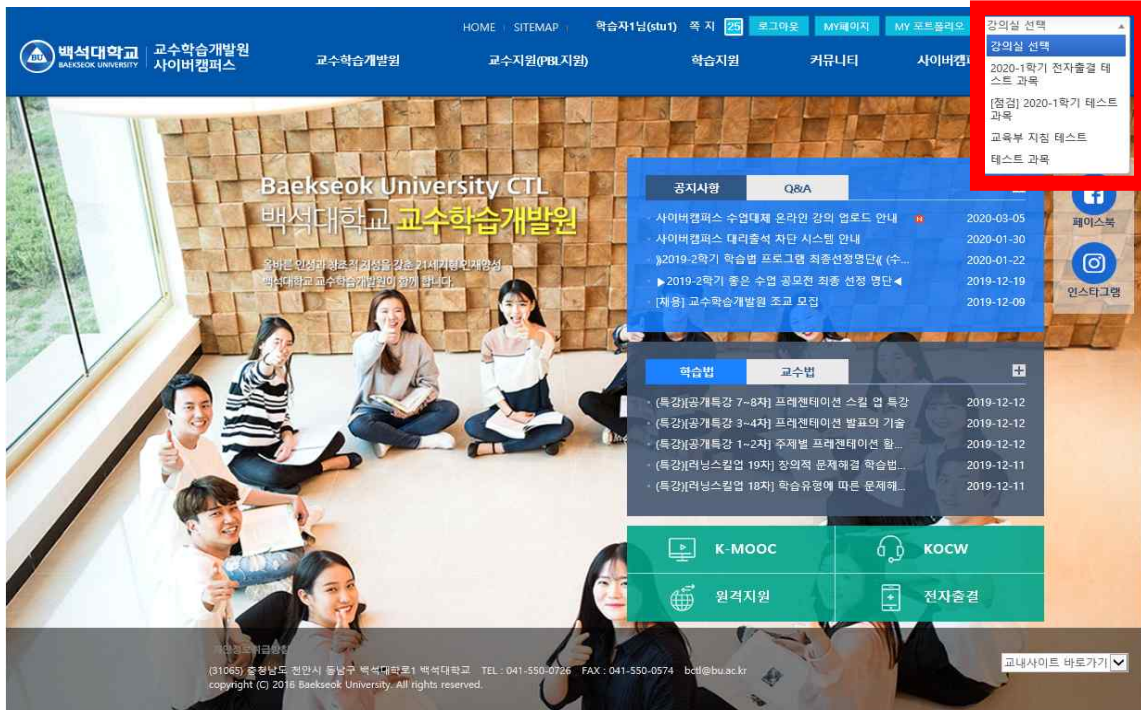 HOME SITEMAP 학습자1님(stu1) 쪽 지 25 로그아웃 MY페이지 MY 포트폴리오 강의실 선택
강의실 선택
2020-1학기 전자출결 테
스트 과목
[점검] 2020-1학기 테스트
과목
교육부 지침 테스트
테스트 과목
백석대학교 교수학습개발원
BAEKSEOK UNIVERSITY 사이버캠퍼스
BU
교수학습개발원 교수지원(PBL지원) 학습지원 커뮤니티
Baekseok University CTL
백석대학교 교수학습개발원
올바른 인성과 창조적 지성을 갖춘 21세기형 인재양성
백석대학교 교수학습개발원이 함께 합니다.
공지사항 Q&A
사이버캠퍼스 수업대체 온라인 강의 업로드 안내 N 2020-03-05
사이버캠퍼스 대리출석 차단 시스템 안내 2020-01-30
⸩⸩2019-2학기 학습법 프로그램 최종선정명단⸨⸨ (수... 2020-01-22
▶2019-2학기 좋은 수업 공모전 최종 선정 명단◀ 2019-12-19
[채용] 교수학습개발원 조교 모집 2019-12-09
페이스북
인스타그램
학습법 교수법
(특강)[공개특강 7~8차] 프레젠테이션 스킬 업 특강 2019-12-12
(특강)[공개특강 3~4차] 프레젠테이션 발표의 기술 2019-12-12
(특강)[공개특강 1~2차] 주제별 프레젠테이션 활... 2019-12-12
(특강)[러닝스킬업 19차] 창의적 문제해결 학습법... 2019-12-11
(특강)[러닝스킬업 18차] 학습유형에 따른 문제해... 2019-12-11
K-MOOC KOCW
원격지원 전자출결
개인정보취급방침
(31065) 충청남도 천안시 동남구 백석대학로1 백석대학교 TEL : 041-550-0726 FAX : 041-550-0574 bctl@bu.ac.kr
copyright (C) 2016 Baekseok University. All rights reserved.
교내사이트 바로가기